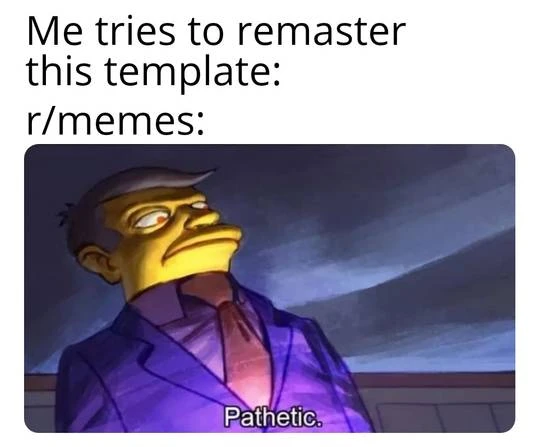 Me tries to remaster
this template:
r/memes:
Pathetic.